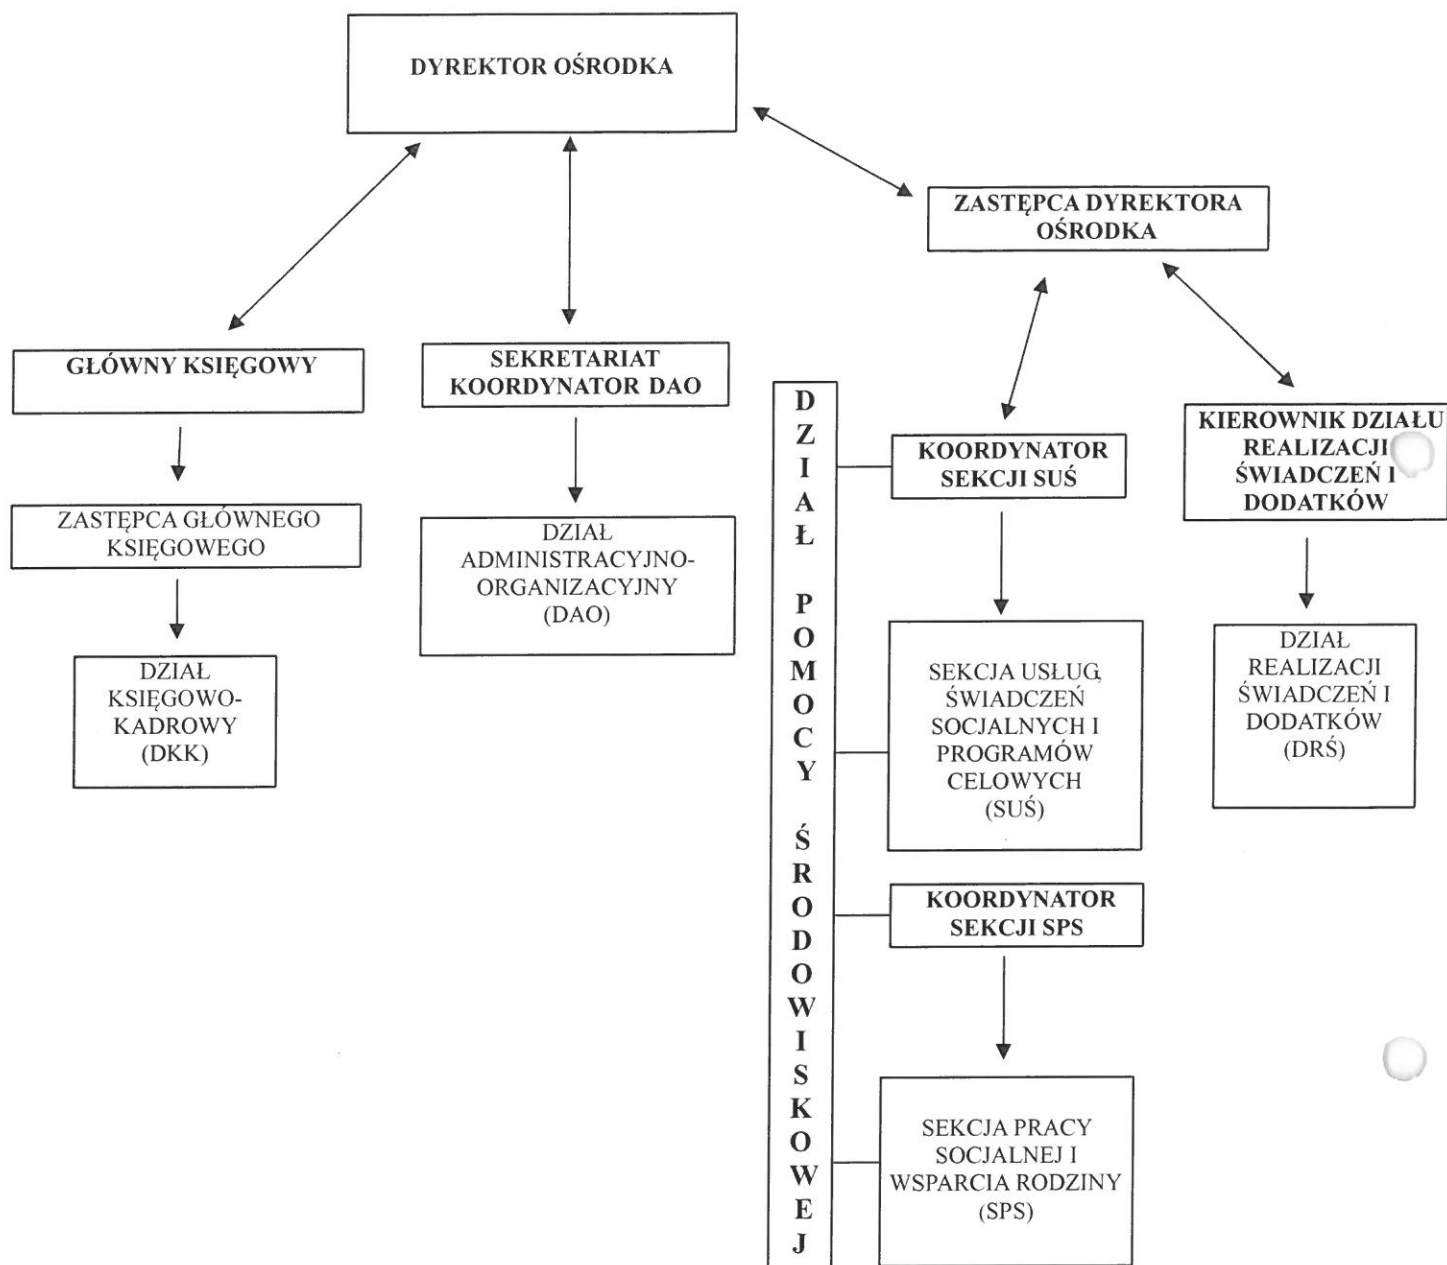 DYREKTOR OŚRODKA
ZASTĘPCA DYREKTORA
OŚRODKA
GŁÓWNY KSIĘGOWY
SEKRETARIAT
KOORDYNATOR DAO
ZASTĘPCA GŁÓWNEGO
KSIĘGOWEGO
DZIAŁ
ADMINISTRACYJNO-
ORGANIZACYJNY
(DAO)
DZIAŁ
KSIĘGOWO-
KADROWY
(DKK)
DZIAŁ POMOCY ŚRODOWISKOWEJ
KOORDYNATOR
SEKCJI SUŚ
KIEROWNIK DZIAŁU
REALIZACJI
ŚWIADCZEŃ I
DODATKÓW
SEKCJA USŁUG,
ŚWIADCZEŃ
SOCJALNYCH I
PROGRAMÓW
CELOWYCH
(SUŚ)
DZIAŁ
REALIZACJI
ŚWIADCZEŃ I
DODATKÓW
(DRŚ)
KOORDYNATOR
SEKCJI SPS
SEKCJA PRACY
SOCJALNEJ I
WSPARCIA RODZINY
(SPS)